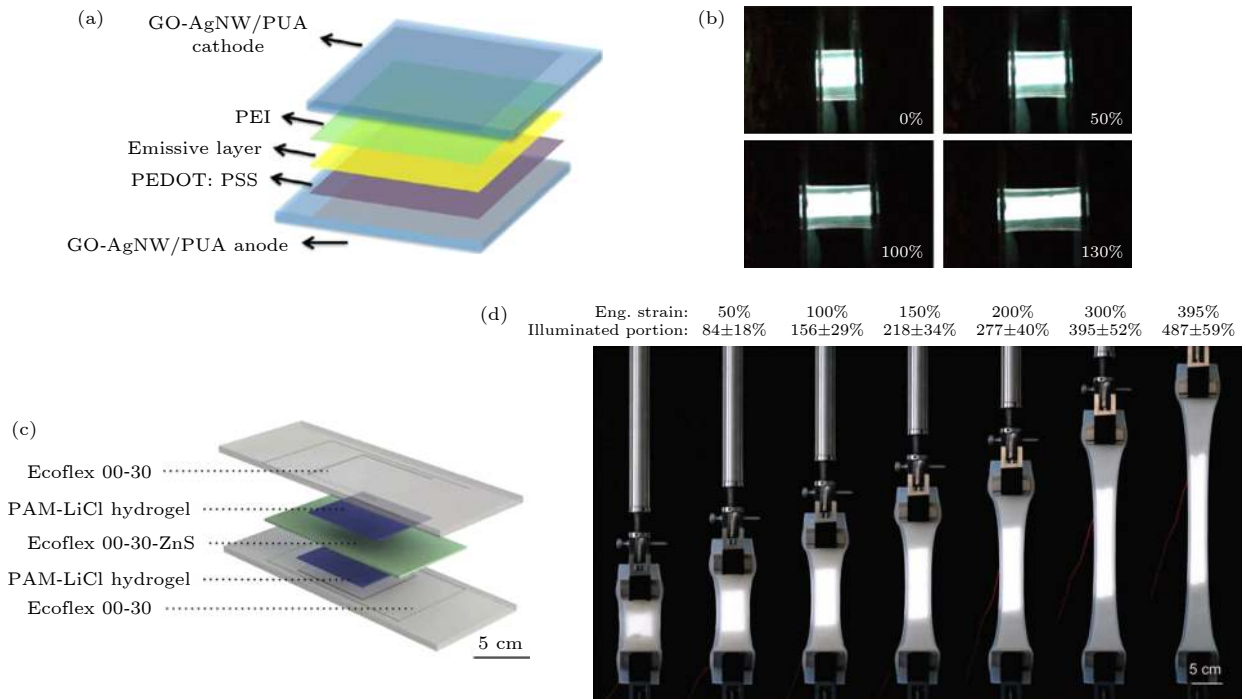 (a)
GO-AgNW/PUA
cathode
PEI
Emissive layer
PEDOT: PSS
GO-AgNW/PUA anode
(b)
0%
50%
100%
130%
(c)
Ecoflex 00-30
PAM-LiCl hydrogel
Ecoflex 00-30-ZnS
PAM-LiCl hydrogel
Ecoflex 00-30
5 cm
(d)
Eng. strain: 50% 100% 150% 200% 300% 395%
Illuminated portion: 84±18% 156±29% 218±34% 277±40% 395±52% 487±59%
5 cm